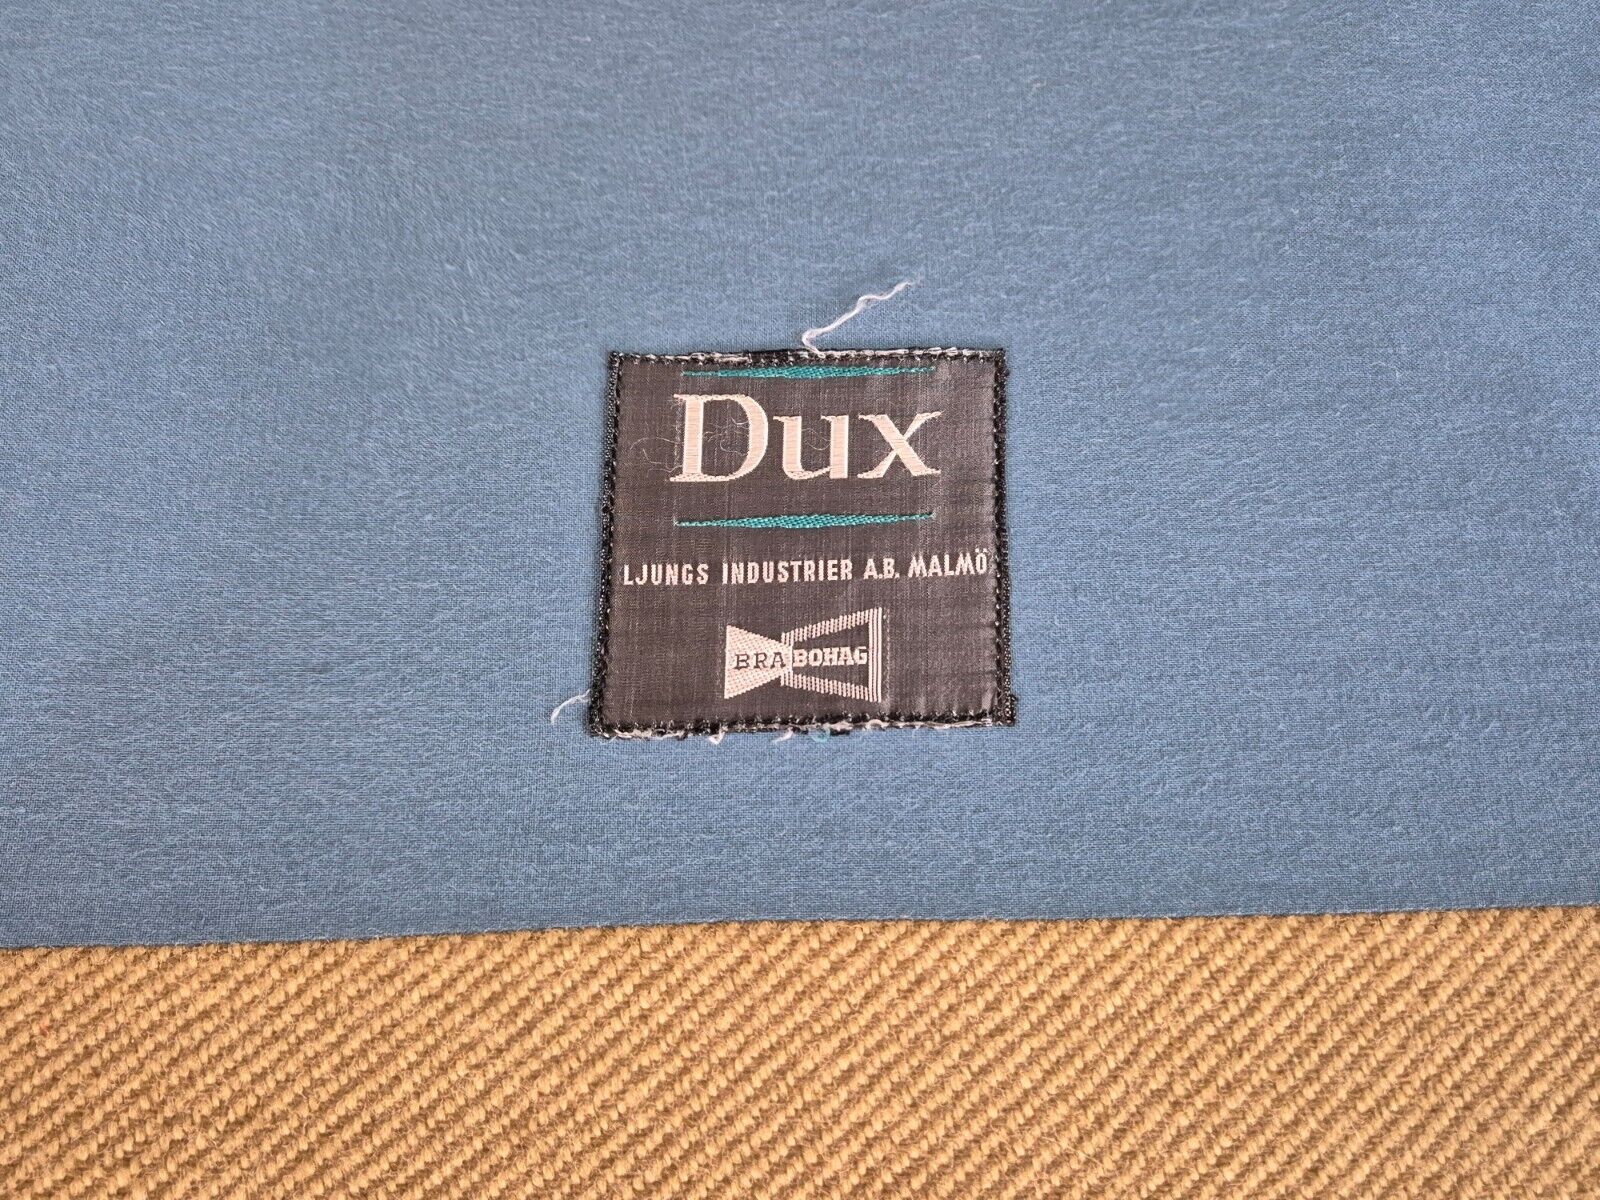 Dux
LJUNGS INDUSTRIER A.B. MALMÖ
BRA BOHAG